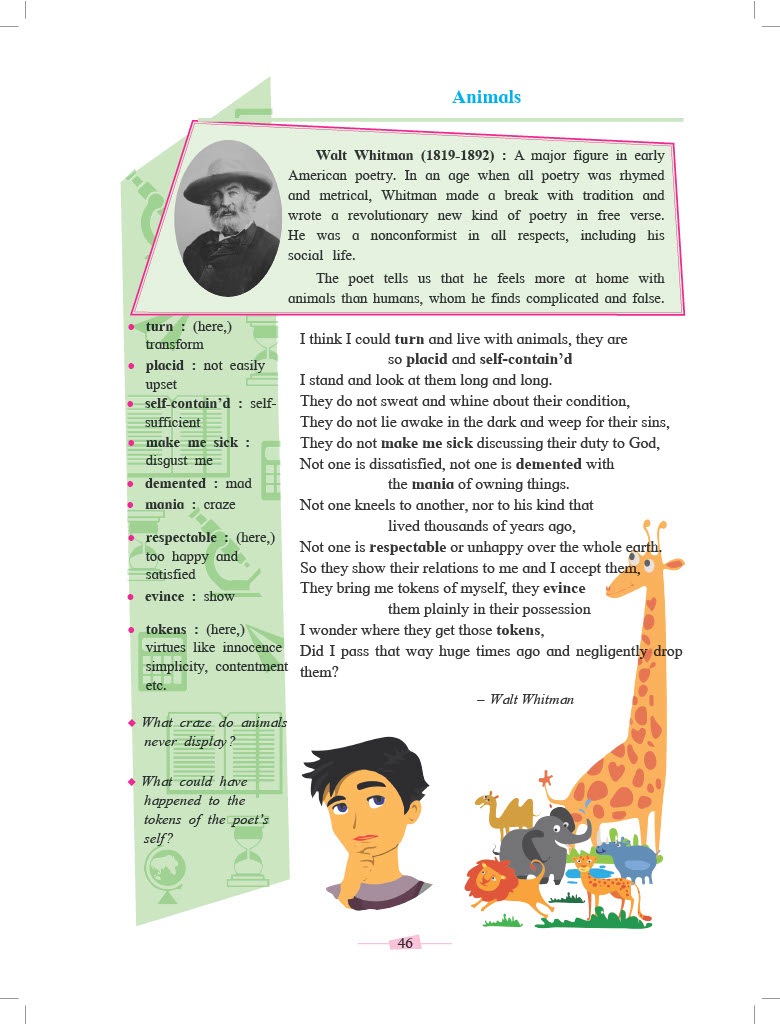 Animals
Walt Whitman (1819-1892) : A major figure in early
American poetry. In an age when all poetry was rhymed
and metrical, Whitman made a break with tradition and
wrote a revolutionary new kind of poetry in free verse.
He was a nonconformist in all respects, including his
social life.
The poet tells us that he feels more at home with
animals than humans, whom he finds complicated and false.
• turn : (here,)
transform
• placid : not easily
upset
• self-contain’d : self-
sufficient
• make me sick :
disgust me
• demented : mad
• mania : craze
• respectable : (here,)
too happy and
satisfied
• evince : show
• tokens : (here,)
virtues like innocence
simplicity, contentment
etc.
◆ What craze do animals
never display?
◆ What could have
happened to the
tokens of the poet’s
self?
I think I could turn and live with animals, they are
so placid and self-contain’d
I stand and look at them long and long.
They do not sweat and whine about their condition,
They do not lie awake in the dark and weep for their sins,
They do not make me sick discussing their duty to God,
Not one is dissatisfied, not one is demented with
the mania of owning things.
Not one kneels to another, nor to his kind that
lived thousands of years ago,
Not one is respectable or unhappy over the whole earth.
So they show their relations to me and I accept them,
They bring me tokens of myself, they evince
them plainly in their possession
I wonder where they get those tokens,
Did I pass that way huge times ago and negligently drop
them?
– Walt Whitman
46